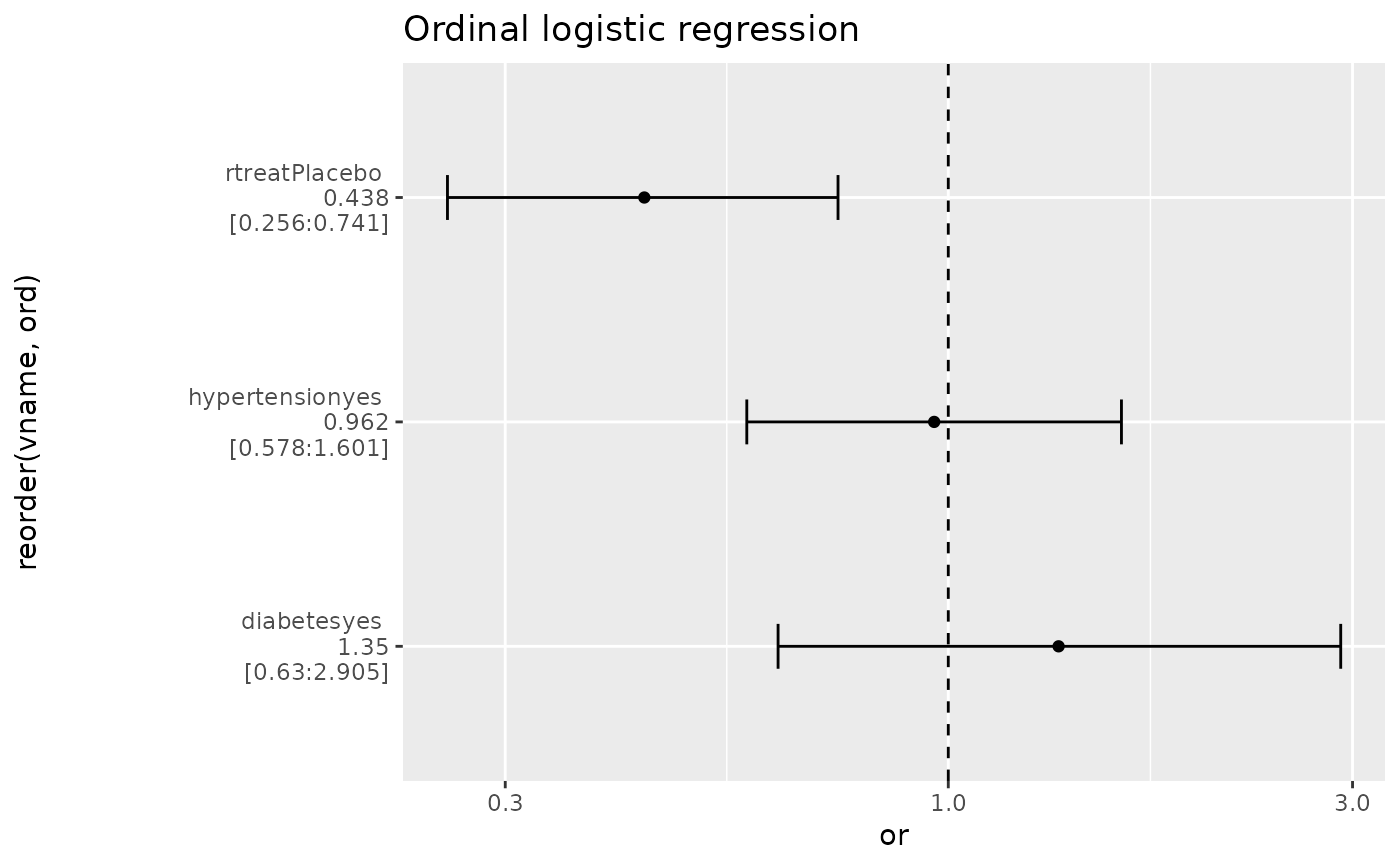 Ordinal logistic regression
reorder(vname, ord)
rtreatPlacebo
0.438
[0.256:0.741]
hypertensionyes
0.962
[0.578:1.601]
diabetesyes
1.35
[0.63:2.905]
0.3
1.0
3.0
or